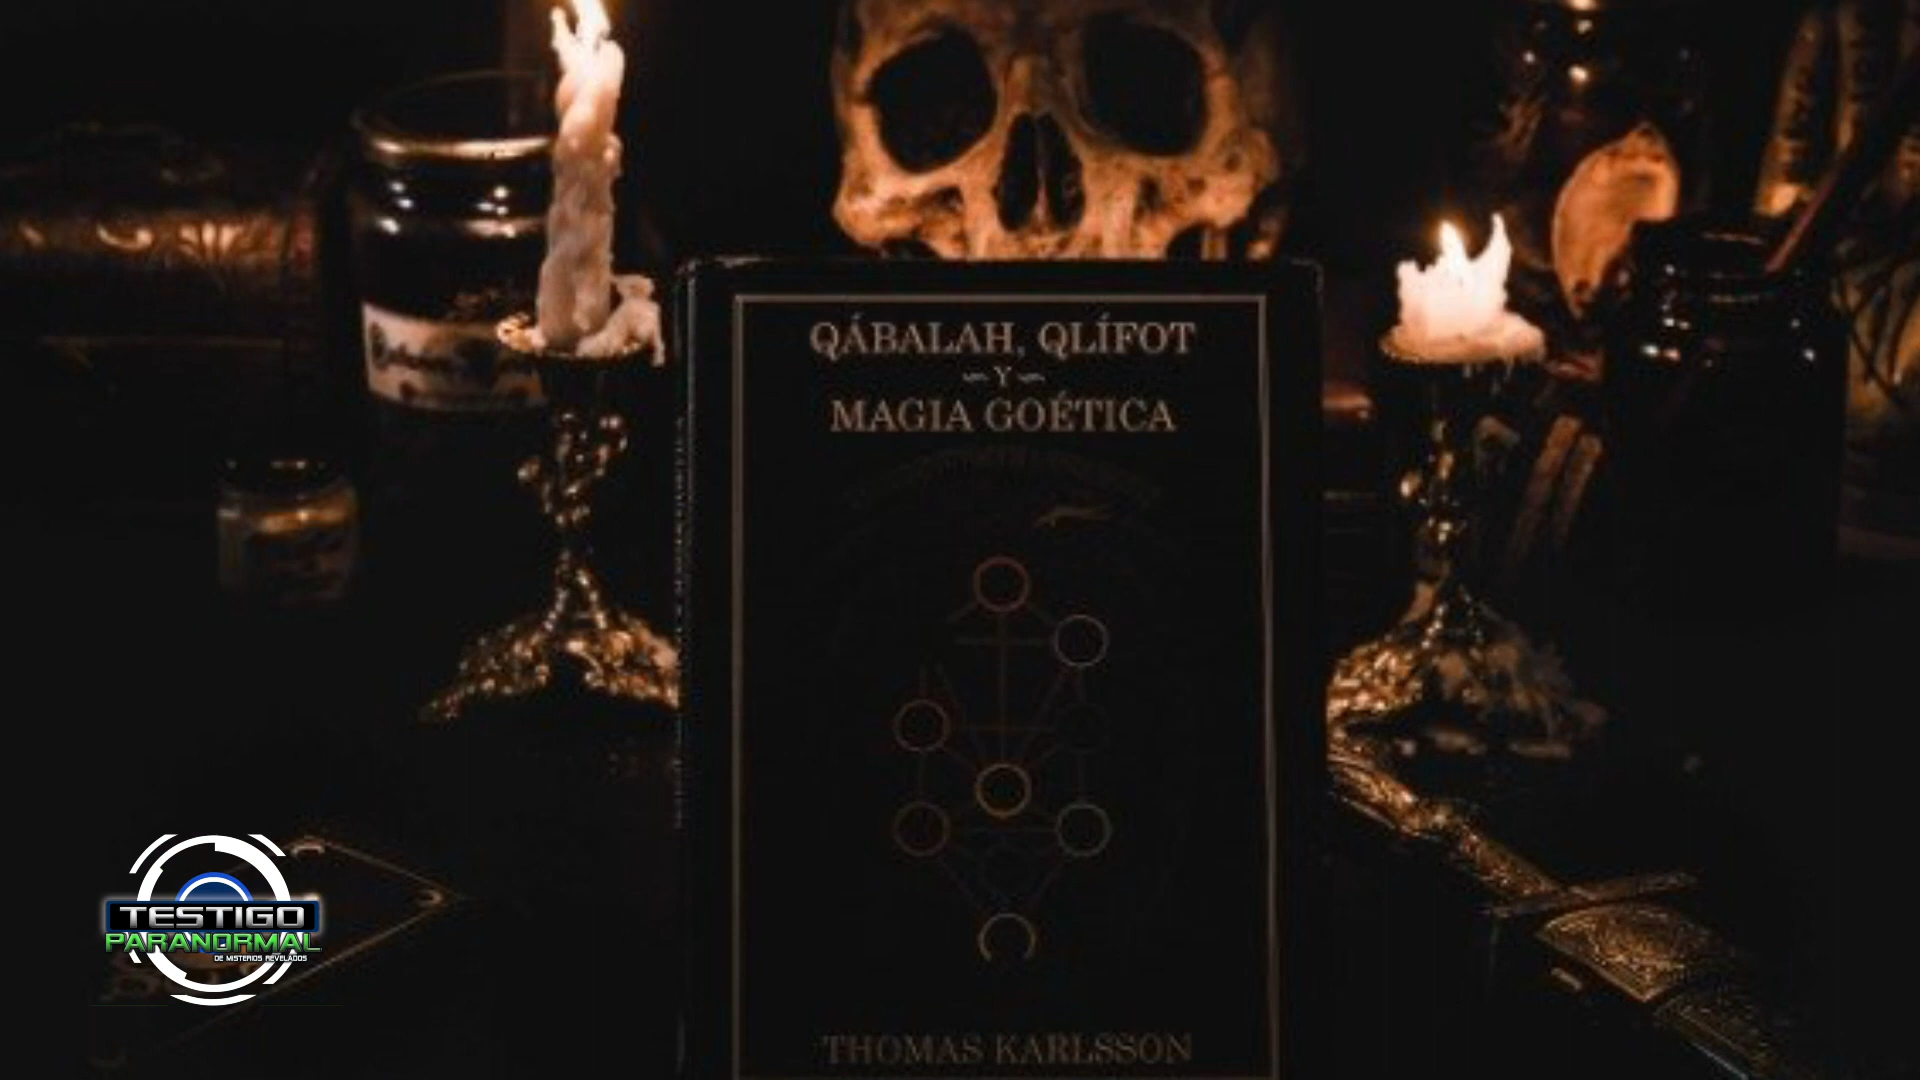 QÁBALAH, QLÍFOT
Y
MAGIA GOÉTICA
THOMAS KARLSSON
TESTIGO
PARANORMAL
DE MISTERIOS REVELADOS